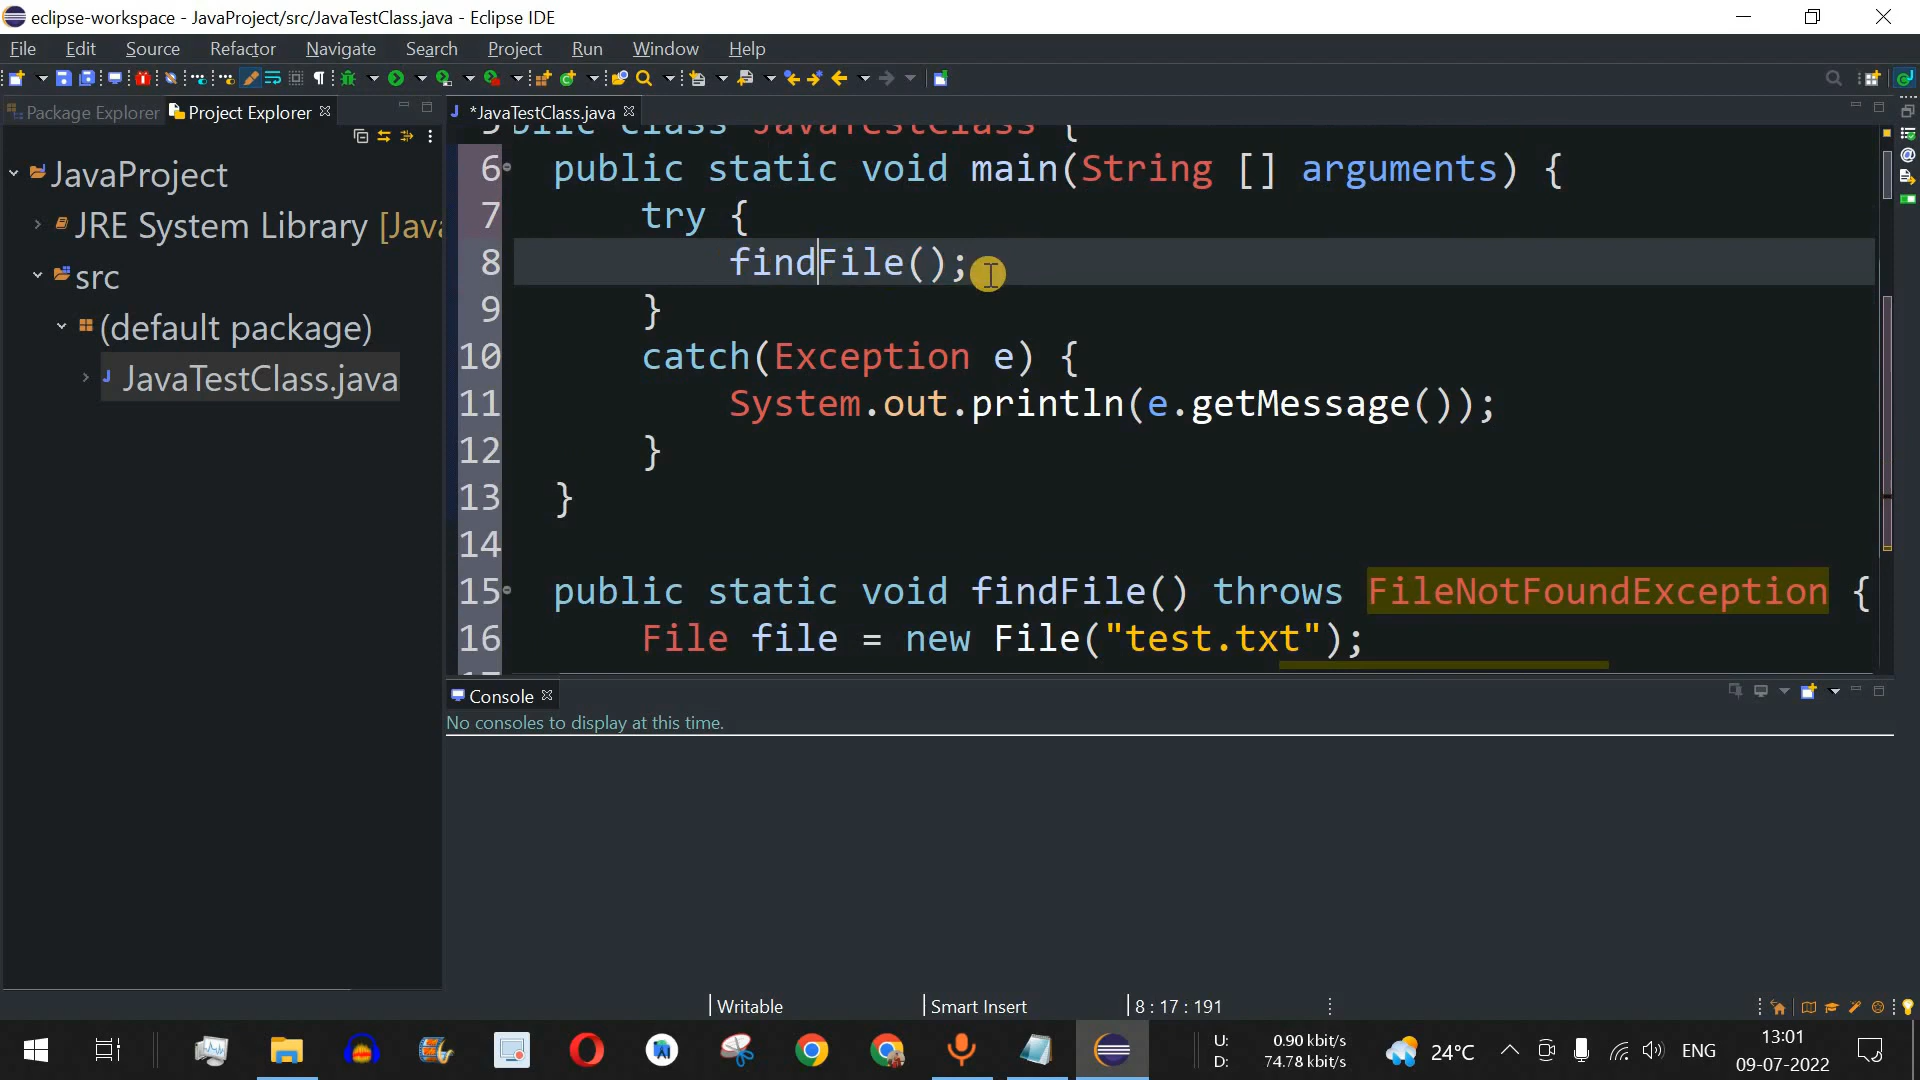 eclipse-workspace - JavaProject/src/JavaTestClass.java - Eclipse IDE
File Edit Source Refactor Navigate Search Project Run Window Help
Package Explorer Project Explorer
*JavaTestClass.java
JavaProject
JRE System Library [Java
src
(default package)
JavaTestClass.java
5 public class JavaTestClass {
6 public static void main(String [] arguments) {
7 try {
8 findFile();
9 }
10 catch(Exception e) {
11 System.out.println(e.getMessage());
12 }
13 }
14
15 public static void findFile() throws FileNotFoundException {
16 File file = new File("test.txt");
Console
No consoles to display at this time.
Writable Smart Insert 8 : 17 : 191
U: 0.90 kbit/s
D: 74.78 kbit/s
24°C
ENG
13:01
09-07-2022